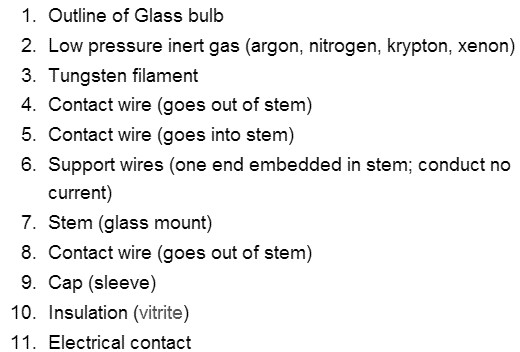 1. Outline of Glass bulb
2. Low pressure inert gas (argon, nitrogen, krypton, xenon)
3. Tungsten filament
4. Contact wire (goes out of stem)
5. Contact wire (goes into stem)
6. Support wires (one end embedded in stem; conduct no
current)
7. Stem (glass mount)
8. Contact wire (goes out of stem)
9. Cap (sleeve)
10. Insulation (vitrite)
11. Electrical contact